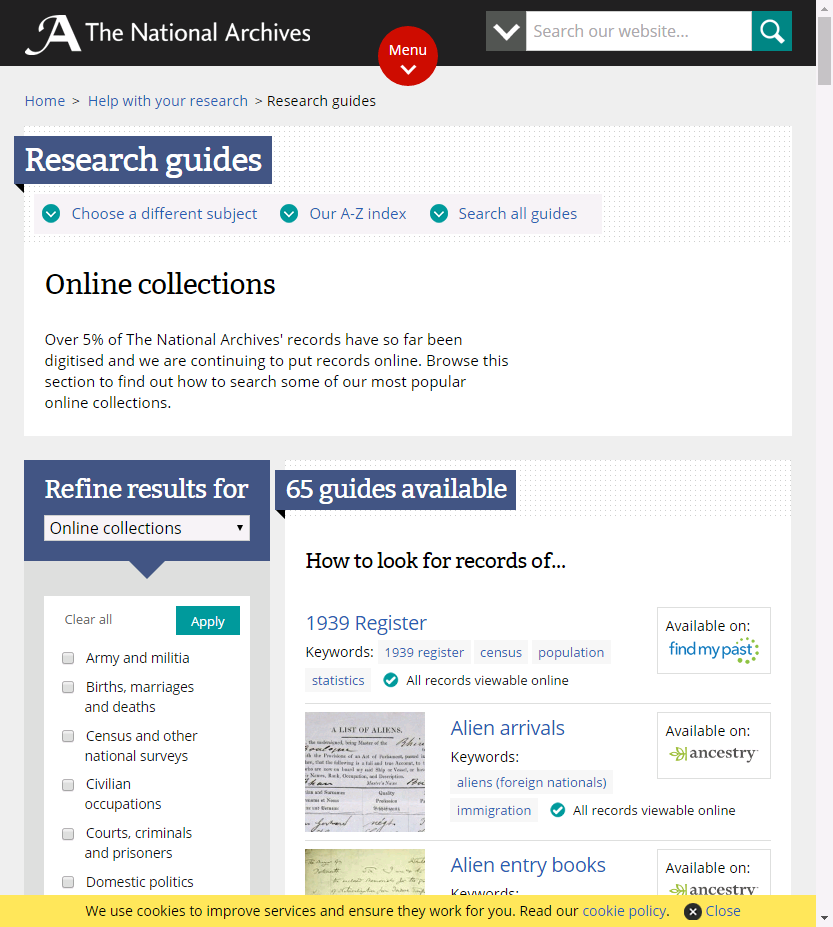 The National Archives
Menu
Search our website...
Home > Help with your research > Research guides
Research guides
Choose a different subject
Our A-Z index
Search all guides
Online collections
Over 5% of The National Archives' records have so far been
digitised and we are continuing to put records online. Browse this
section to find out how to search some of our most popular
online collections.
Refine results for
Online collections
Clear all
Apply
Army and militia
Births, marriages
and deaths
Census and other
national surveys
Civilian
occupations
Courts, criminals
and prisoners
Domestic politics
65 guides available
How to look for records of...
1939 Register
Keywords: 1939 register census population
statistics All records viewable online
Available on:
findmypast
A LIST OF ALIENS.
Alien arrivals
Keywords:
aliens (foreign nationals)
immigration All records viewable online
Available on:
ancestry
Alien entry books
Keywords:
Available on:
ancestry
We use cookies to improve services and ensure they work for you. Read our cookie policy. Close